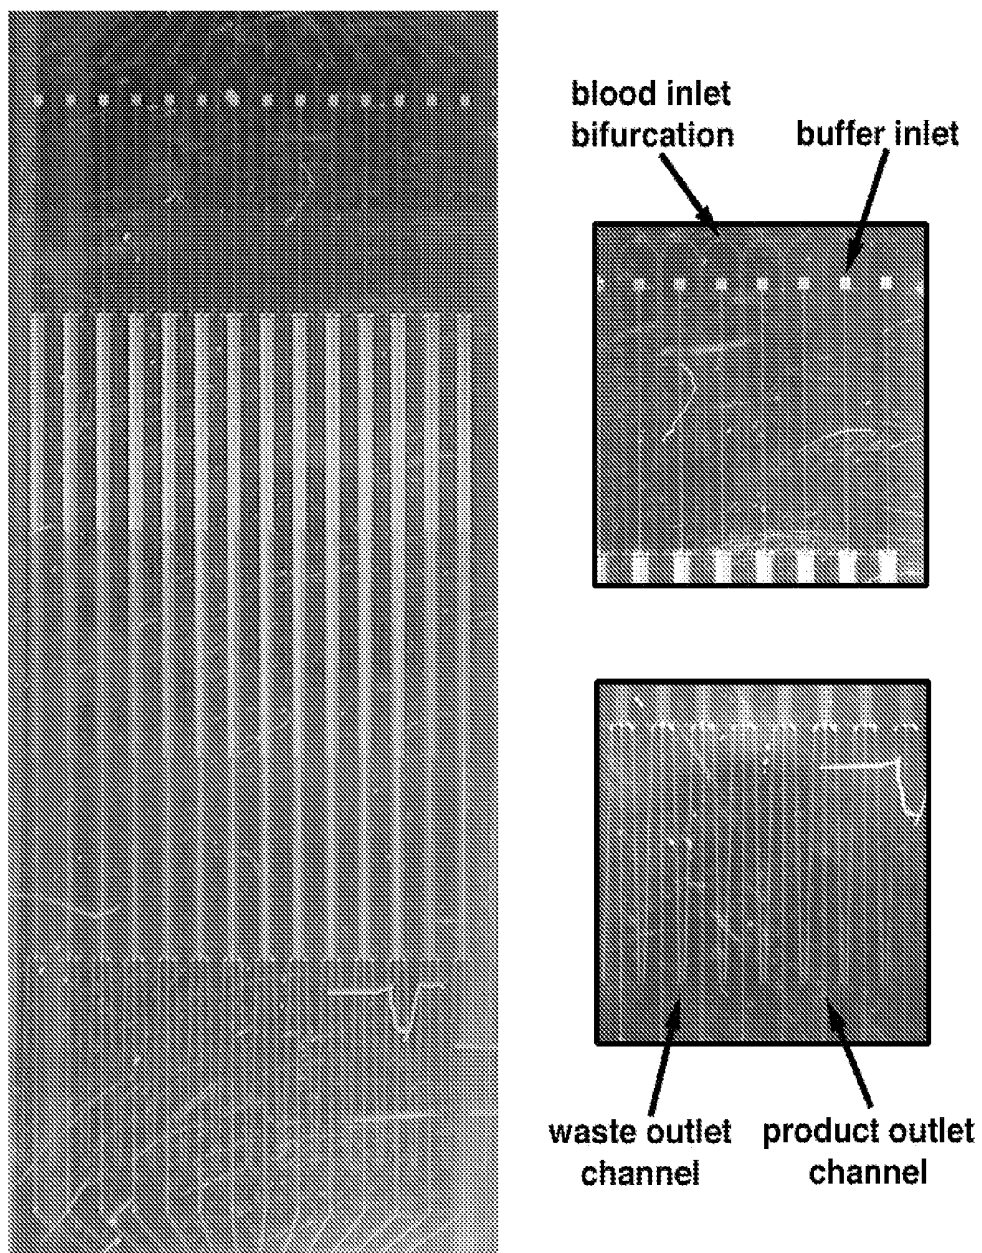 blood inlet
bifurcation
buffer inlet
waste outlet
channel
product outlet
channel